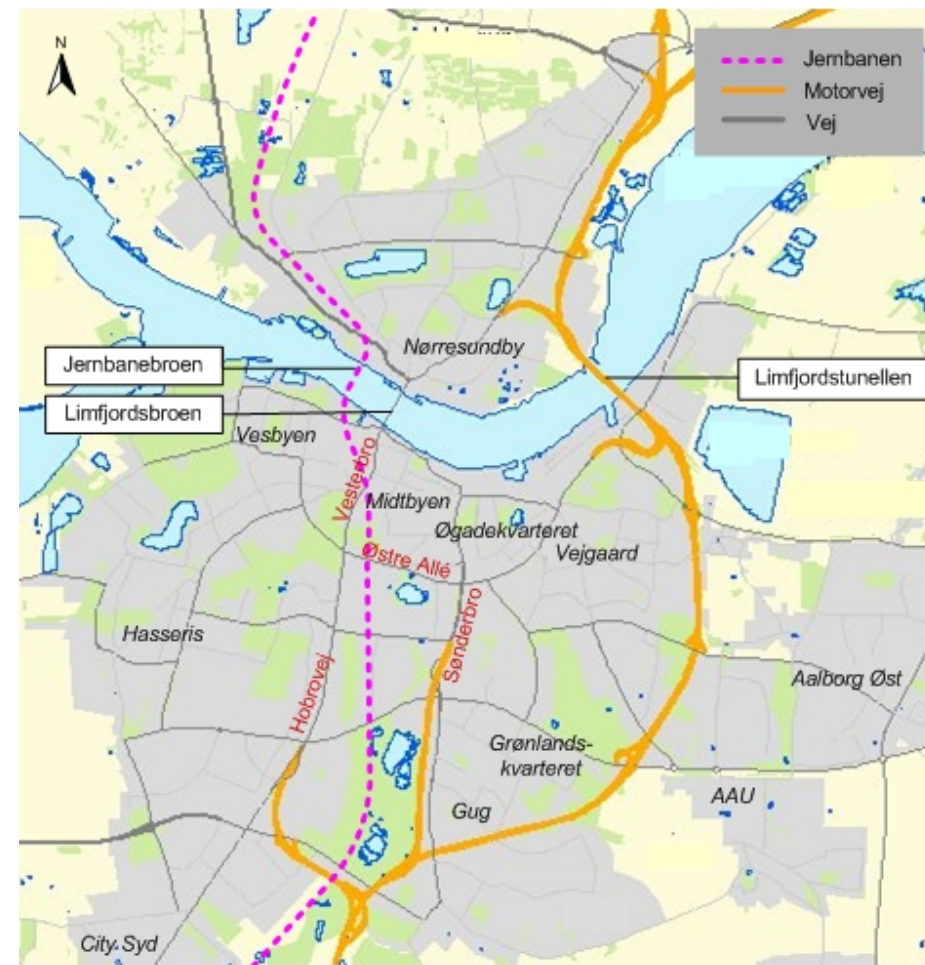 N
Jernbanen
Motorvej
Vej
Nørresundby
Jernbanebroen
Limfjordstunellen
Limfjordsbroen
Vesbyen
Vesterbro
Midtbyen
Øgadekvarteret
Vejgaard
Østre Allé
Sønderbro
Hasseris
Hobrovej
Aalborg Øst
Grønlands-
kvarteret
AAU
Gug
City Syd